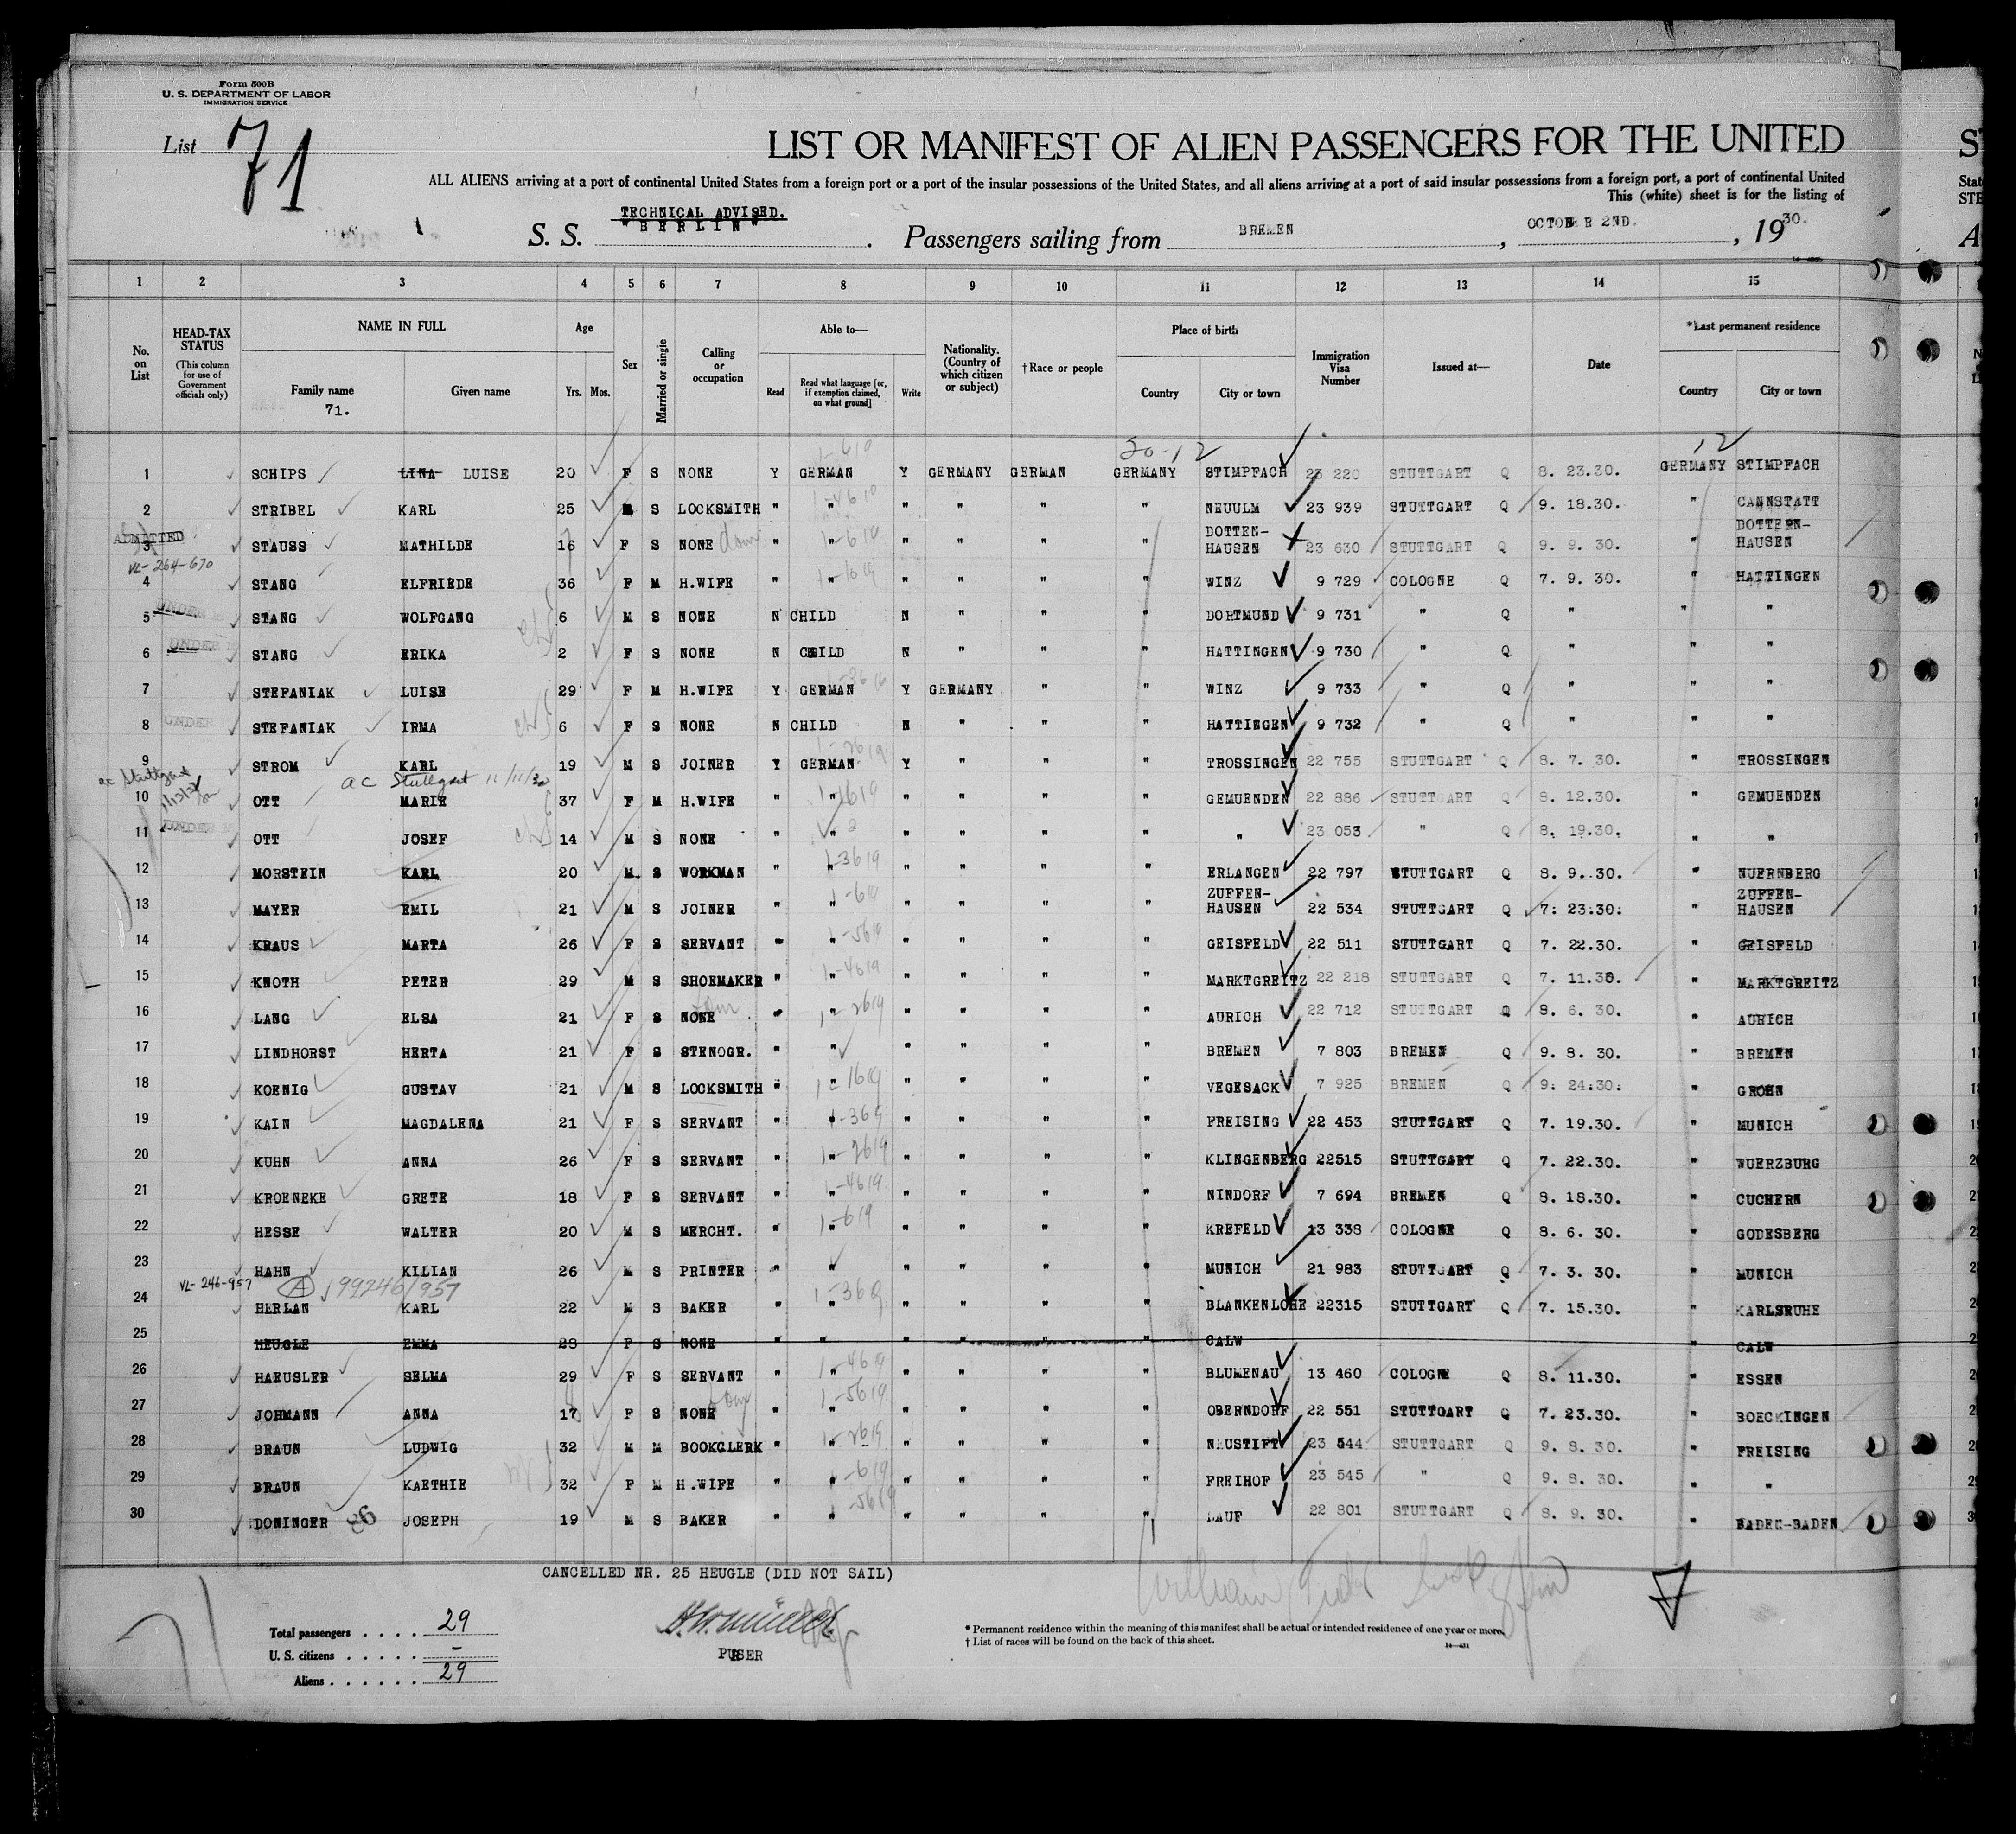 Form 500B
U. S. DEPARTMENT OF LABOR
IMMIGRATION SERVICE
List 71
LIST OR MANIFEST OF ALIEN PASSENGERS FOR THE UNITED
ALL ALIENS arriving at a port of continental United States from a foreign port or a port of the insular possessions of the United States, and all aliens arriving at a port of said insular possessions from a foreign port, a port of continental United
This (white) sheet is for the listing of
TECHNICAL ADVISED.
S. S. "BERLIN". Passengers sailing from BREMEN, OCTOBER 2ND., 1930.
1 2 3 4 5 6 7 8 9 10 11 12 13 14 15
No. on List
HEAD-TAX STATUS
(This column for use of Government officials only)
NAME IN FULL
Family name
71.
Given name
Age
Yrs. Mos.
Sex
Married or single
Calling or occupation
Able to—
Read
Read what language [or, if exemption claimed, on what ground]
Write
Nationality. (Country of which citizen or subject)
†Race or people
Place of birth
Country
City or town
Immigration Visa Number
Issued at—
Date
*Last permanent residence
Country
City or town
20-12 12
1 SCHIPS LINA LUISE 20 F S NONE Y GERMAN Y GERMANY GERMAN GERMANY STIMPFACH 23 220 STUTTGART Q 8. 23.30. GERMANY STIMPFACH
2 STRIBEL KARL 25 M S LOCKSMITH " " " " " " NEUULM 23 939 STUTTGART Q 9. 18.30. " CANNSTATT
ADMITTED
3 STAUSS MATHILDE 16 F S NONE " " " " " " DOTTEN-HAUSEN 23 630 STUTTGART Q 9. 9. 30. " DOTTERN-HAUSEN
VL-264-670
4 STANG ELFRIEDE 36 F M H.WIFE " " " " " " WINZ 9 729 COLOGNE Q 7. 9. 30. " HATTINGEN
5 UNDER STANG WOLFGANG 6 M S NONE N CHILD N " " " DORTMUND 9 731 " Q " " "
6 UNDER STANG ERIKA 2 F S NONE N CHILD N " " " HATTINGEN 9 730 " Q " " "
7 STEFANIAK LUISE 29 F M H.WIFE Y GERMAN Y GERMANY " " WINZ 9 733 " Q " " "
8 UNDER STEFANIAK IRMA 6 F S NONE N CHILD N " " " HATTINGEN 9 732 " Q " " "
9 STROM KARL 19 M S JOINER Y GERMAN Y " " " TROSSINGEN 22 755 STUTTGART Q 8. 7. 30. " TROSSINGEN
ac Stuttgart ac Stuttgart 11/11/30
10 OTT MARIE 37 F M H.WIFE " " " " " " GEMUENDEN 22 886 STUTTGART Q 8. 12.30. " GEMUENDEN
11 UNDER OTT JOSEF 14 M S NONE " " " " " " " 23 053 " Q 8. 19.30. " "
12 MORSTEIN KARL 20 M. S WORKMAN " " " " " " ERLANGEN 22 797 STUTTGART Q 8. 9. 30. " NUERNBERG
13 MAYER EMIL 21 M S JOINER " " " " " " ZUFFEN-HAUSEN 22 534 STUTTGART Q 7: 23:30: " ZUFFEN-HAUSEN
14 KRAUS MARTA 26 F S SERVANT " " " " " " GEISFELD 22 511 STUTTGART Q 7. 22.30. " GEISFELD
15 KNOTH PETER 29 M S SHOEMAKER " " " " " " MARKTGREITZ 22 218 STUTTGART Q 7. 11.30. " MARKTGREITZ
16 LANG ELSA 21 F S NONE " " " " " " AURICH 22 712 STUTTGART Q 8. 6. 30. " AURICH
17 LINDHORST HERTA 21 F S STENOGR. " " " " " " BREMEN 7 803 BREMEN Q 9. 8. 30. " BREMEN
18 KOENIG GUSTAV 21 M S LOCKSMITH " " " " " " VEGESACK 7 925 BREMEN Q 9: 24:30: " GROHN
19 KAIN MAGDALENA 21 F S SERVANT " " " " " " FREISING 22 453 STUTTGART Q 7. 19.30. " MUNICH
20 KUHN ANNA 26 F S SERVANT " " " " " " KLINGENBERG 22515 STUTTGART Q 7. 22.30. " WUERZBURG
21 KROENEKE GRETE 18 F S SERVANT " " " " " " NINDORF 7 694 BREMEN Q 8. 18.30. " CUCHERN
22 HESSE WALTER 20 M S MERCHT. " " " " " " KREFELD 13 338 COLOGNE Q 8. 6. 30. " GODESBERG
23 HAHN KILIAN 26 M S PRINTER " " " " " " MUNICH 21 983 STUTTGART Q 7. 3. 30. " MUNICH
VL-246-957 A 99246/957
24 HERLAN KARL 22 M S BAKER " " " " " " BLANKENLOHE 22315 STUTTGART Q 7. 15.30. " KARLSRUHE
25 HEUGLE EMMA 28 F S NONE " " " " " " CALW " CALW
26 HAEUSLER SELMA 29 F S SERVANT " " " " " " BLUMENAU 13 460 COLOGNE Q 8. 11.30. " ESSEN
27 JOHMANN ANNA 17 F S NONE " " " " " " OBERNDORF 22 551 STUTTGART Q 7. 23.30. " BOECKINGEN
28 BRAUN LUDWIG 32 M M BOOKCLERK " " " " " " NEUSTIFT 23 544 STUTTGART Q 9. 8. 30. " FREISING
29 BRAUN KAETHIE 32 F M H.WIFE " " " " " " FREIHOF 23 545 " Q 9. 8. 30. " "
30 DONINGER JOSEPH 19 M S BAKER " " " " " " LAUF 22 801 STUTTGART Q 8. 9. 30. " BADEN-BADEN
CANCELLED NR. 25 HEUGLE (DID NOT SAIL)
Total passengers . . . . 29
U. S. citizens . . . . . –
Aliens . . . . . . 29
PURSER
* Permanent residence within the meaning of this manifest shall be actual or intended residence of one year or more.
† List of races will be found on the back of this sheet.